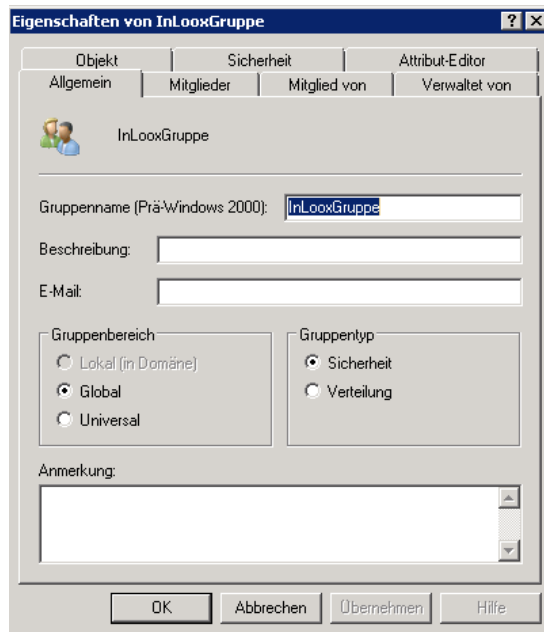 Eigenschaften von InLooxGruppe
Objekt Sicherheit Attribut-Editor
Allgemein Mitglieder Mitglied von Verwaltet von
InLooxGruppe
Gruppenname (Prä-Windows 2000): InLooxGruppe
Beschreibung:
E-Mail:
Gruppenbereich Gruppentyp
Lokal (in Domäne) Sicherheit
Global Verteilung
Universal
Anmerkung:
OK Abbrechen Übernehmen Hilfe